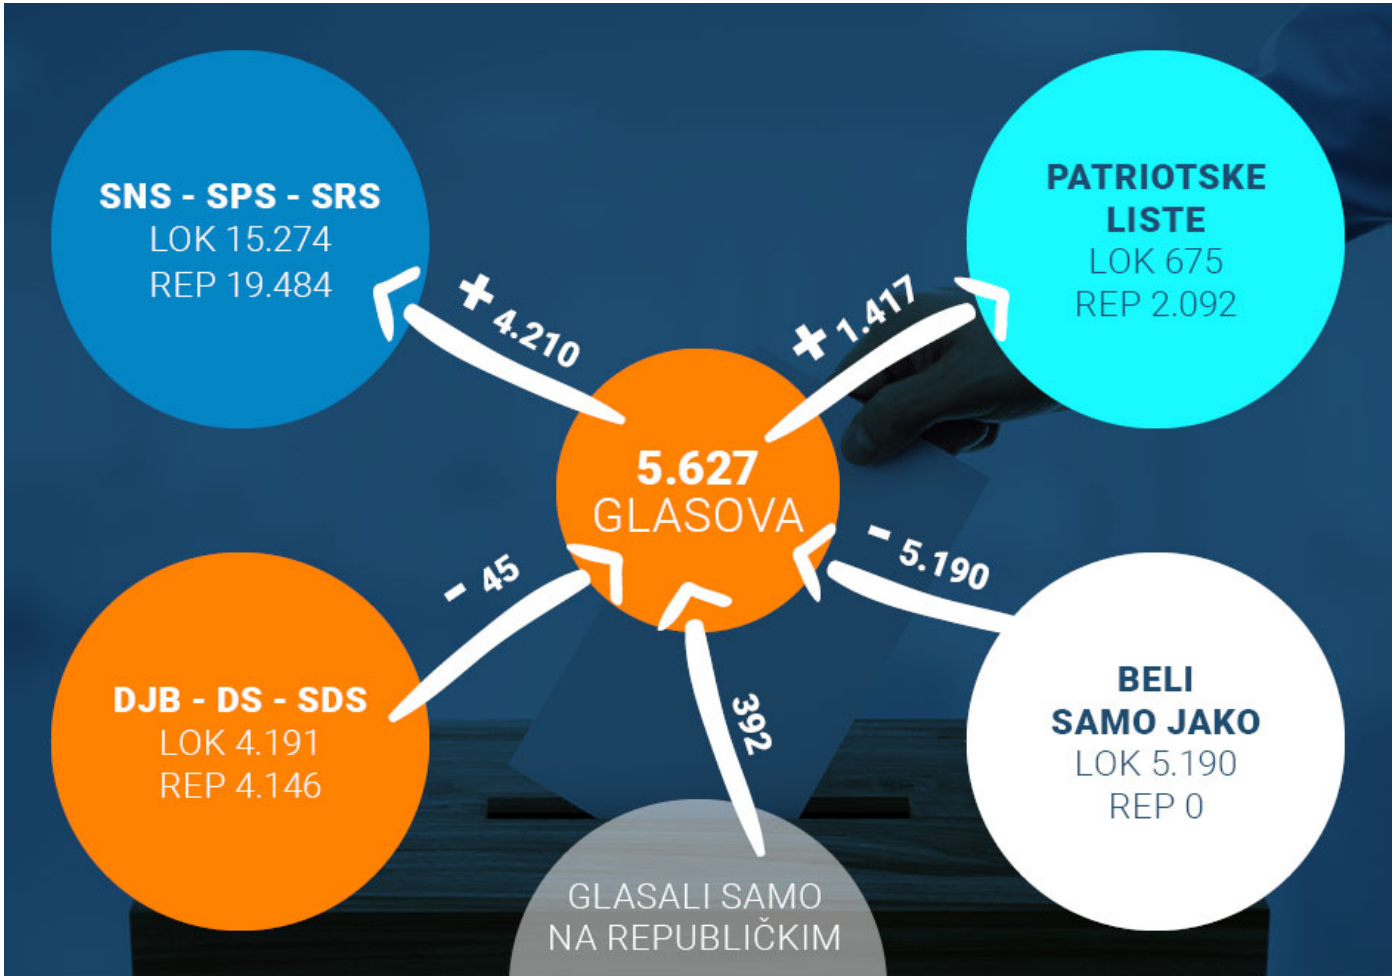 SNS - SPS - SRS
LOK 15.274
REP 19.484
PATRIOTSKE
LISTE
LOK 675
REP 2.092
+ 4.210
+ 1.417
5.627
GLASOVA
- 45
- 5.190
392
DJB - DS - SDS
LOK 4.191
REP 4.146
BELI
SAMO JAKO
LOK 5.190
REP 0
GLASALI SAMO
NA REPUBLIČKIM